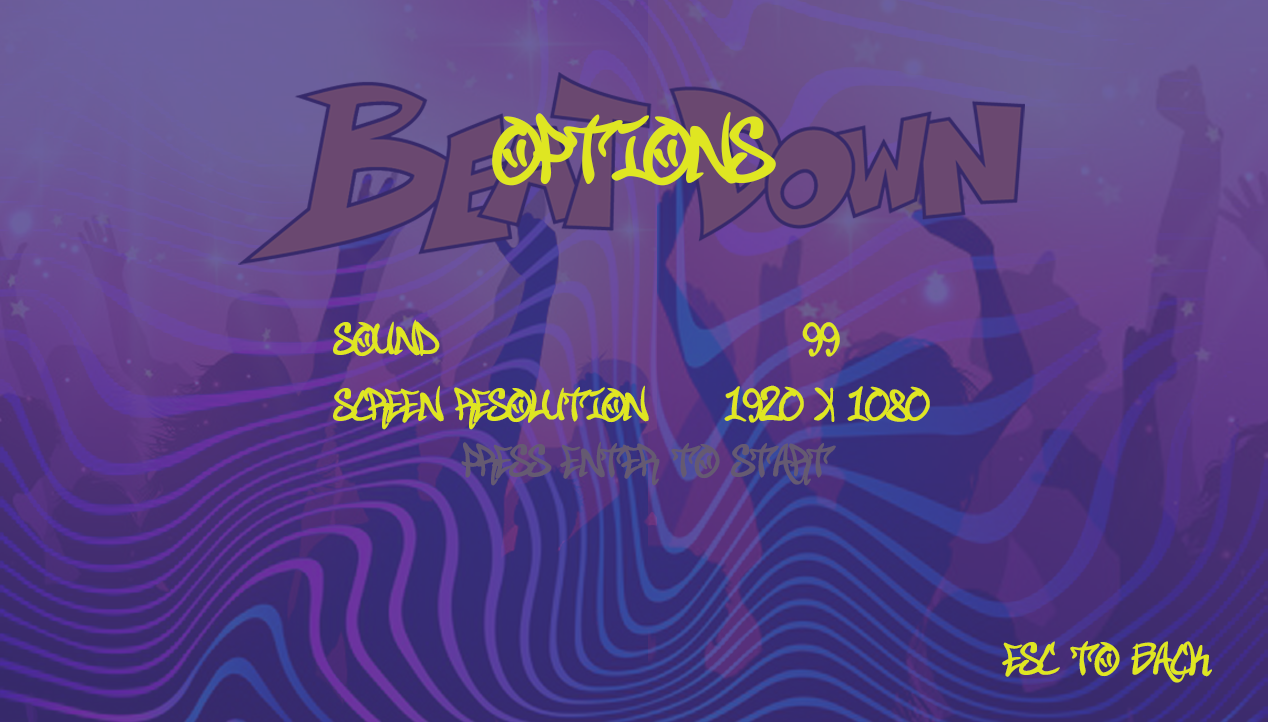 BEATDOWN
OPTIONS
SOUND 99
SCREEN RESOLUTION 1920 X 1080
PRESS ENTER TO START
ESC TO BACK